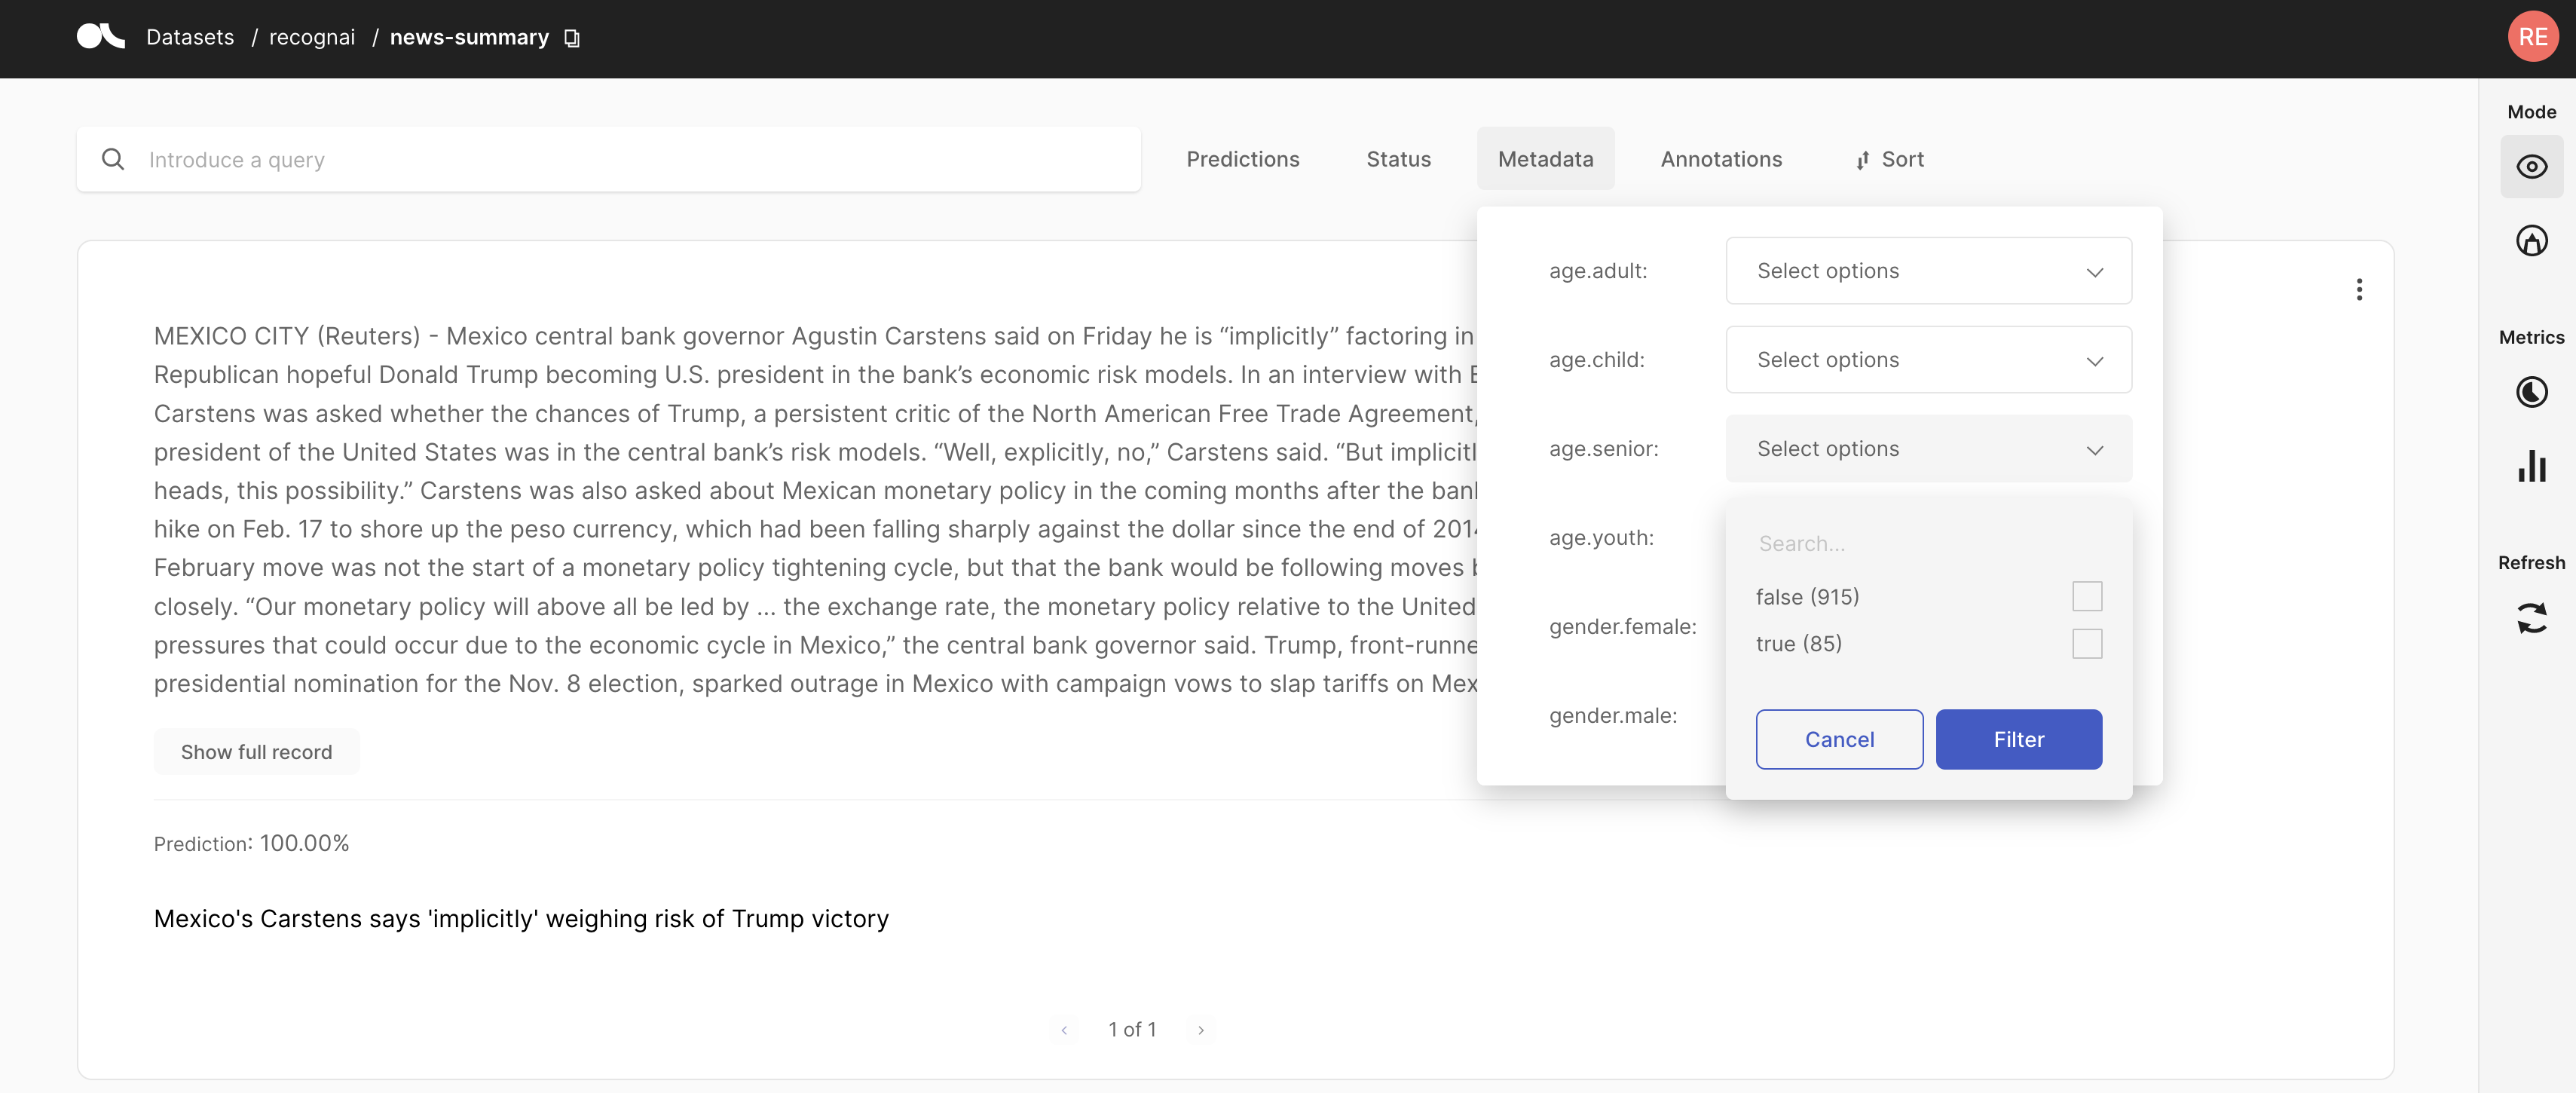 Datasets / recognai / news-summary
RE
Introduce a query
Predictions
Status
Metadata
Annotations
Sort
Mode
Metrics
Refresh
age.adult: Select options
age.child: Select options
age.senior: Select options
age.youth:
gender.female:
gender.male:
Search...
false (915)
true (85)
Cancel
Filter
MEXICO CITY (Reuters) - Mexico central bank governor Agustin Carstens said on Friday he is “implicitly” factoring in
Republican hopeful Donald Trump becoming U.S. president in the bank’s economic risk models. In an interview with
Carstens was asked whether the chances of Trump, a persistent critic of the North American Free Trade Agreement,
president of the United States was in the central bank’s risk models. “Well, explicitly, no,” Carstens said. “But implicitl
heads, this possibility.” Carstens was also asked about Mexican monetary policy in the coming months after the ban
hike on Feb. 17 to shore up the peso currency, which had been falling sharply against the dollar since the end of 2014
February move was not the start of a monetary policy tightening cycle, but that the bank would be following moves
closely. “Our monetary policy will above all be led by ... the exchange rate, the monetary policy relative to the United
pressures that could occur due to the economic cycle in Mexico,” the central bank governor said. Trump, front-runne
presidential nomination for the Nov. 8 election, sparked outrage in Mexico with campaign vows to slap tariffs on Mex
Show full record
Prediction: 100.00%
Mexico's Carstens says 'implicitly' weighing risk of Trump victory
1 of 1